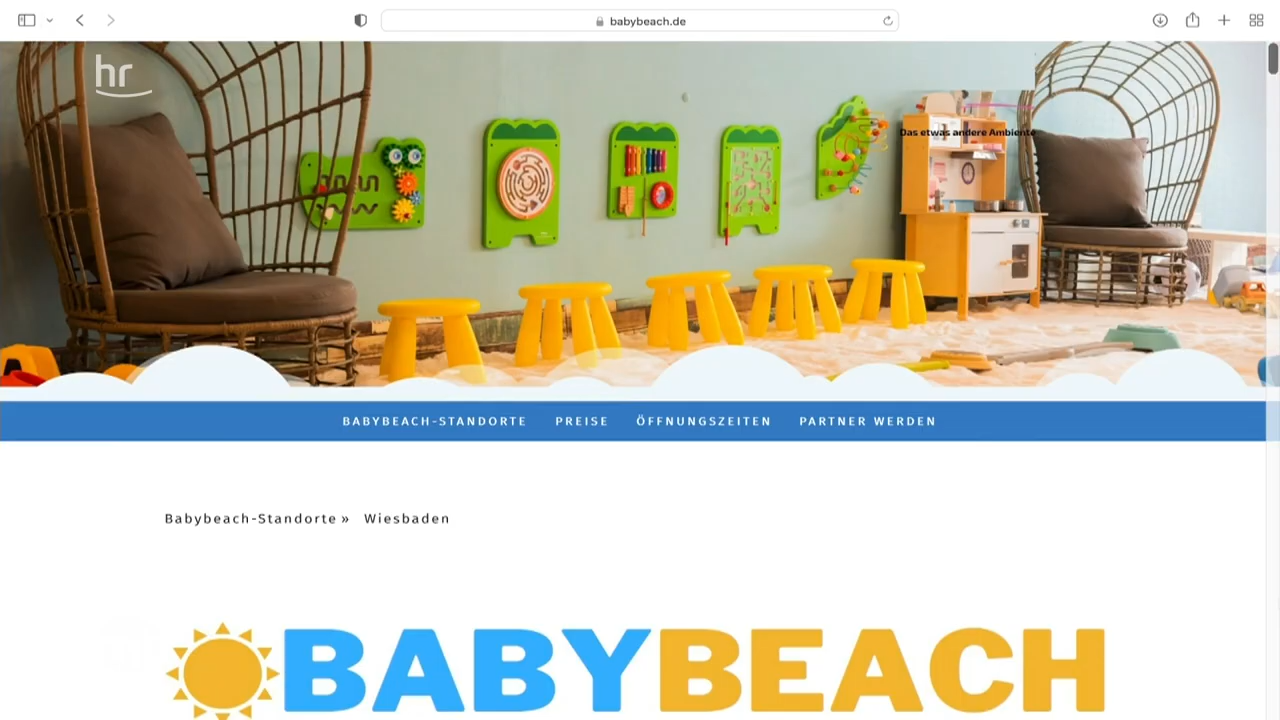 babybeach.de
hr
Das etwas andere Ambiente
BABYBEACH-STANDORTE PREISE ÖFFNUNGSZEITEN PARTNER WERDEN
Babybeach-Standorte » Wiesbaden
BABYBEACH